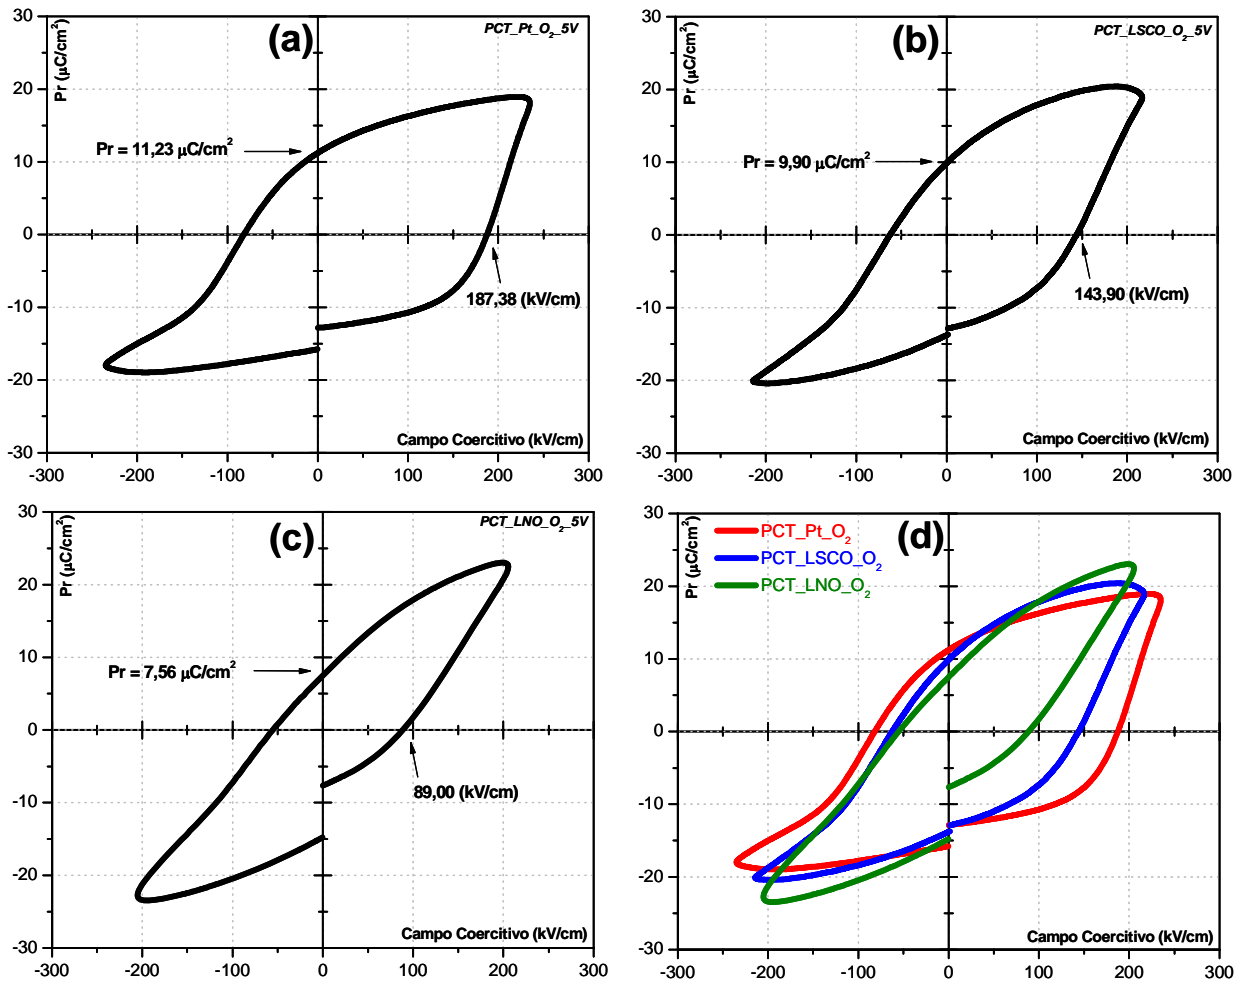 (a)
PCT_Pt_O2_5V
Pr (µC/cm²)
Pr = 11,23 µC/cm²
187,38 (kV/cm)
Campo Coercitivo (kV/cm)
30
20
10
0
-10
-20
-30
-300 -200 -100 0 100 200 300
(b)
PCT_LSCO_O2_5V
Pr (µC/cm²)
Pr = 9,90 µC/cm²
143,90 (kV/cm)
Campo Coercitivo (kV/cm)
30
20
10
0
-10
-20
-30
-300 -200 -100 0 100 200 300
(c)
PCT_LNO_O2_5V
Pr (µC/cm²)
Pr = 7,56 µC/cm²
89,00 (kV/cm)
Campo Coercitivo (kV/cm)
30
20
10
0
-10
-20
-30
-300 -200 -100 0 100 200 300
(d)
Pr (µC/cm²)
PCT_Pt_O2
PCT_LSCO_O2
PCT_LNO_O2
Campo Coercitivo (kV/cm)
30
20
10
0
-10
-20
-30
-300 -200 -100 0 100 200 300